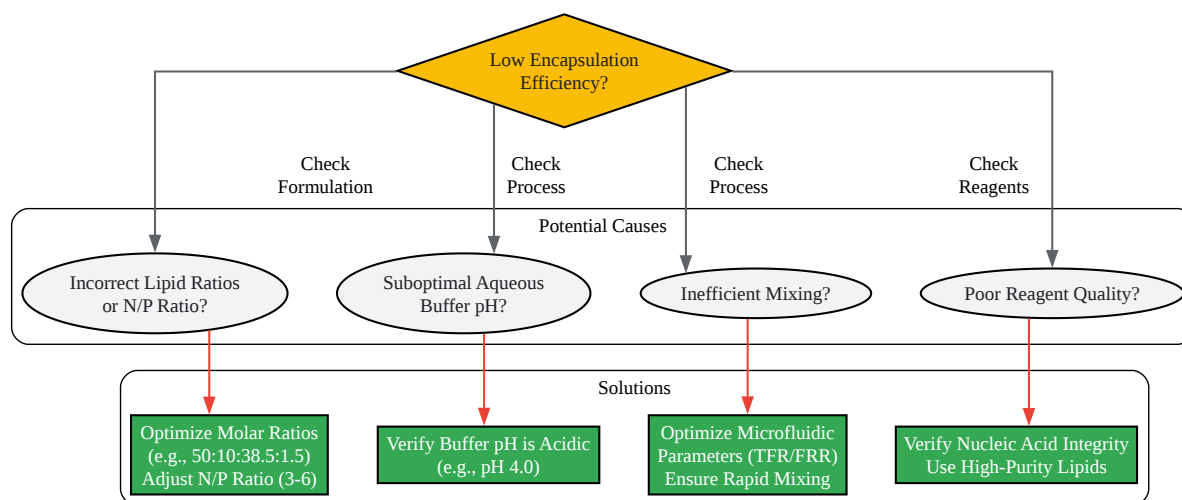 Low Encapsulation
Efficiency?
Check
Formulation
Check
Process
Check
Process
Check
Reagents
Potential Causes
Incorrect Lipid Ratios
or N/P Ratio?
Suboptimal Aqueous
Buffer pH?
Inefficient Mixing?
Poor Reagent Quality?
Solutions
Optimize Molar Ratios
(e.g., 50:10:38.5:1.5)
Adjust N/P Ratio (3-6)
Verify Buffer pH is Acidic
(e.g., pH 4.0)
Optimize Microfluidic
Parameters (TFR/FRR)
Ensure Rapid Mixing
Verify Nucleic Acid Integrity
Use High-Purity Lipids